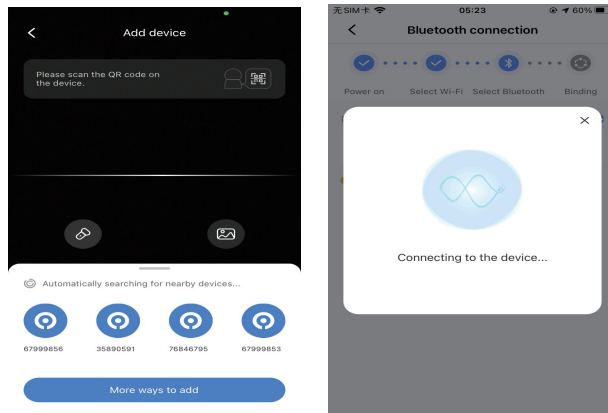 Add device
Please scan the QR code on
the device.
Automatically searching for nearby devices...
67999856 35890591 76846795 67999853
More ways to add
无SIM卡 05:23 60%
Bluetooth connection
Power on Select Wi-Fi Select Bluetooth Binding
Connecting to the device...